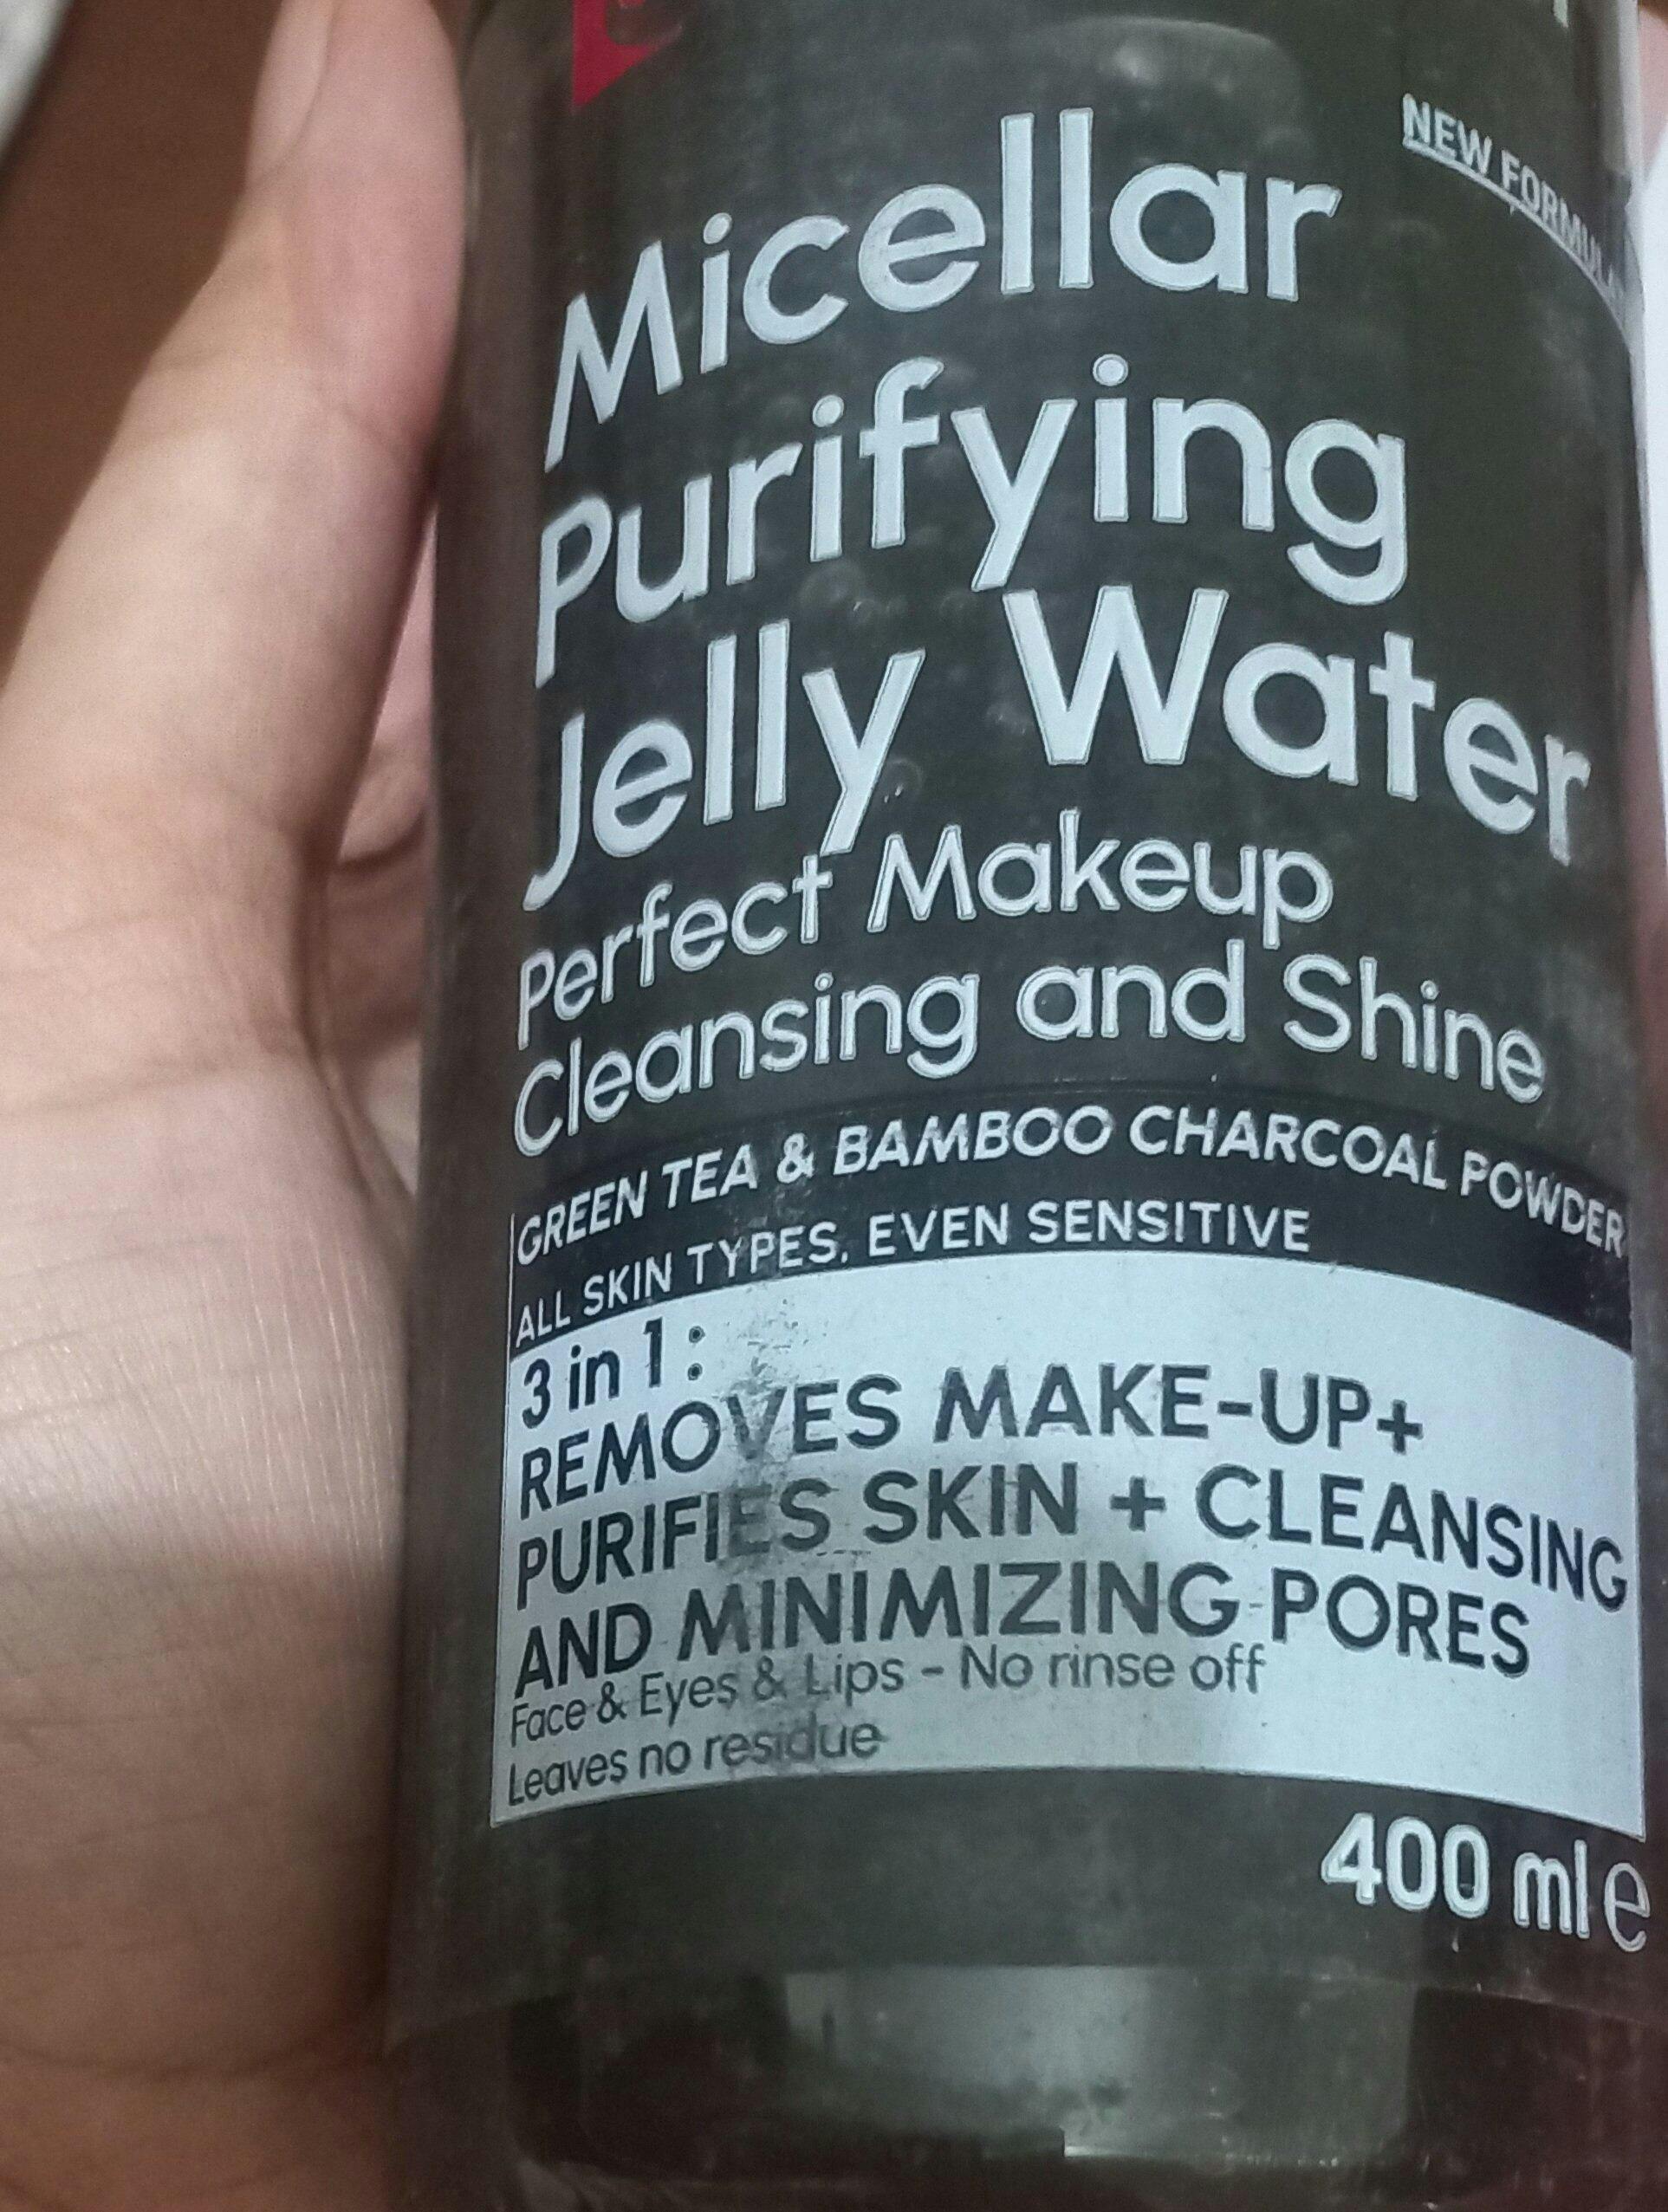 NEW FORMULA
Micellar
Purifying
Jelly Water
Perfect Makeup
Cleansing and Shine
GREEN TEA & BAMBOO CHARCOAL POWDER
ALL SKIN TYPES, EVEN SENSITIVE
3 in 1 :
REMOVES MAKE-UP+
PURIFIES SKIN + CLEANSING
AND MINIMIZING PORES
Face & Eyes & Lips - No rinse off
Leaves no residue
400 ml e